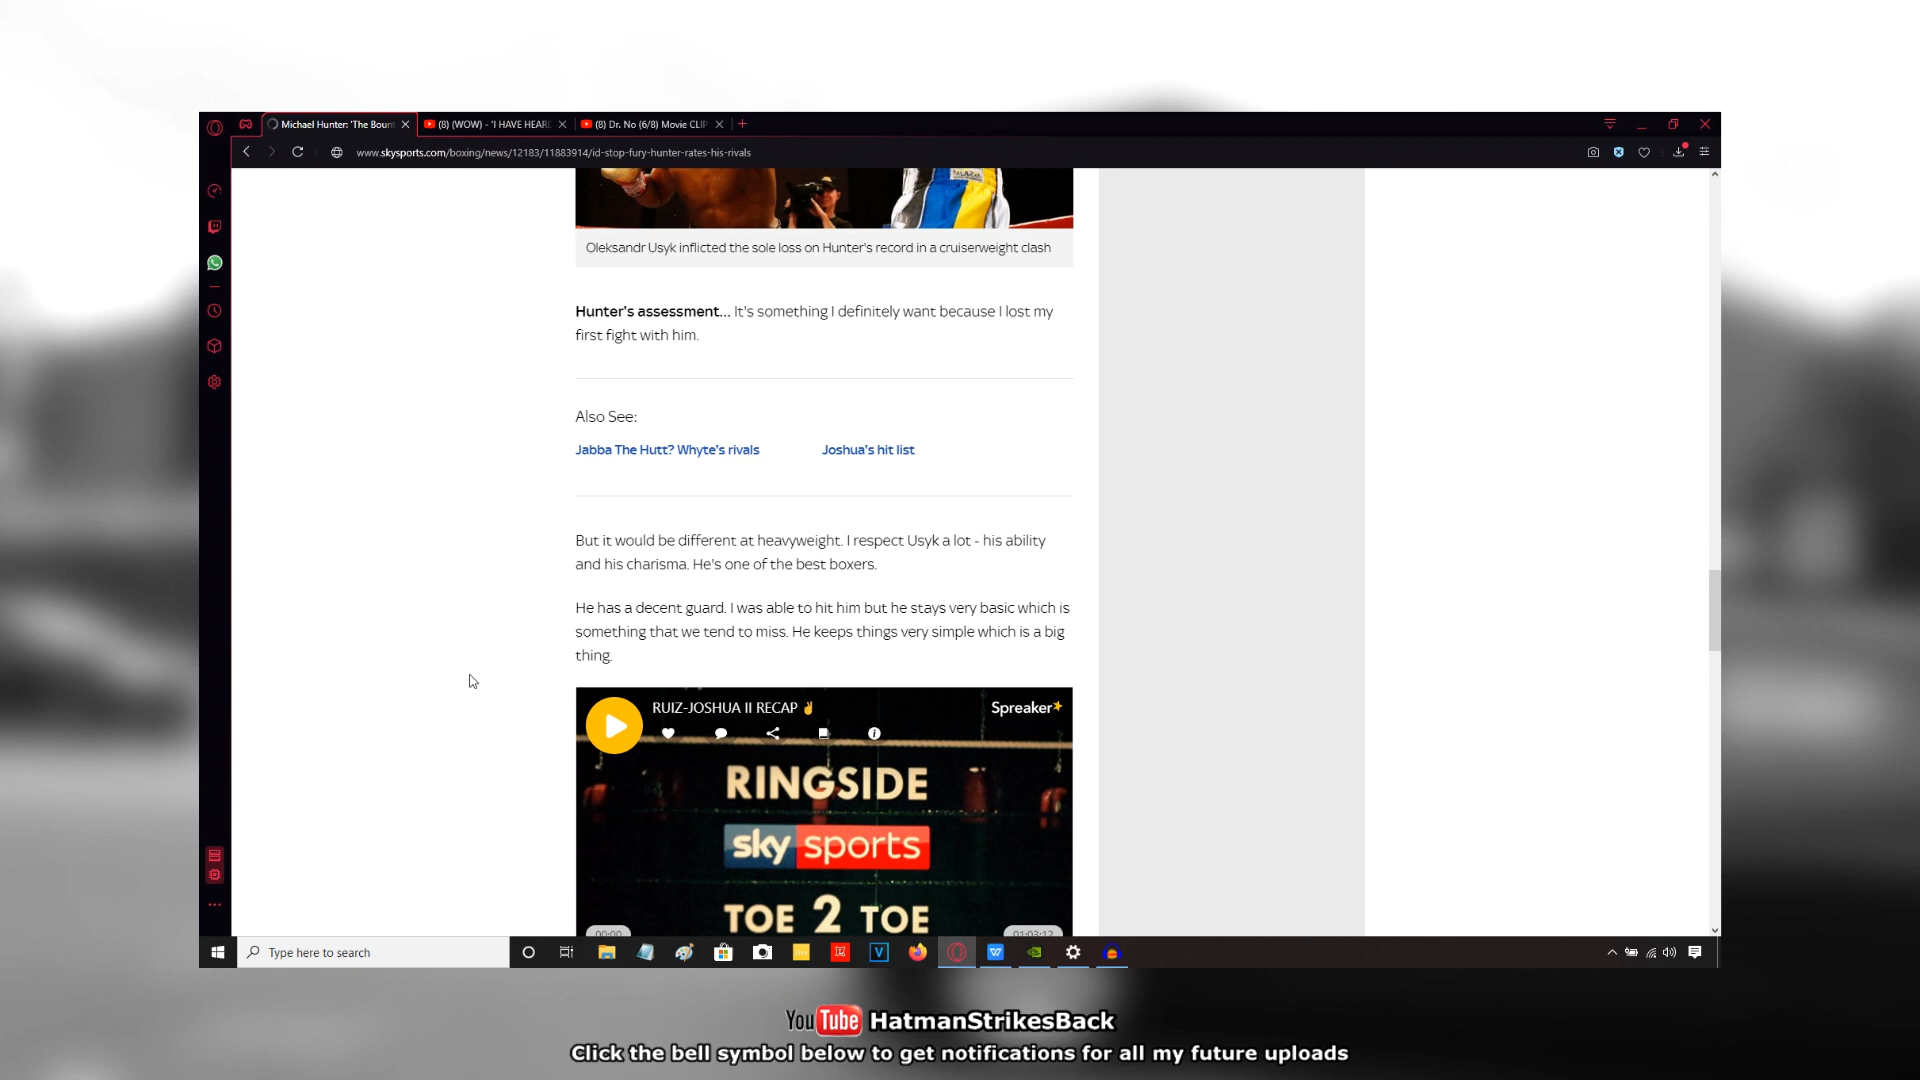 Michael Hunter: 'The Boun
(8) (WOW) - 'I HAVE HEARD
(8) Dr. No (6/8) Movie CLIP
www.skysports.com/boxing/news/12183/11883914/id-stop-fury-hunter-rates-his-rivals
Oleksandr Usyk inflicted the sole loss on Hunter's record in a cruiserweight clash
Hunter's assessment... It's something I definitely want because I lost my
first fight with him.
Also See:
Jabba The Hutt? Whyte's rivals
Joshua's hit list
But it would be different at heavyweight. I respect Usyk a lot - his ability
and his charisma. He's one of the best boxers.
He has a decent guard. I was able to hit him but he stays very basic which is
something that we tend to miss. He keeps things very simple which is a big
thing.
RUIZ-JOSHUA II RECAP ✌
Spreaker
RINGSIDE
sky sports
TOE 2 TOE
00:00
01:03:12
Type here to search
YouTube HatmanStrikesBack
Click the bell symbol below to get notifications for all my future uploads